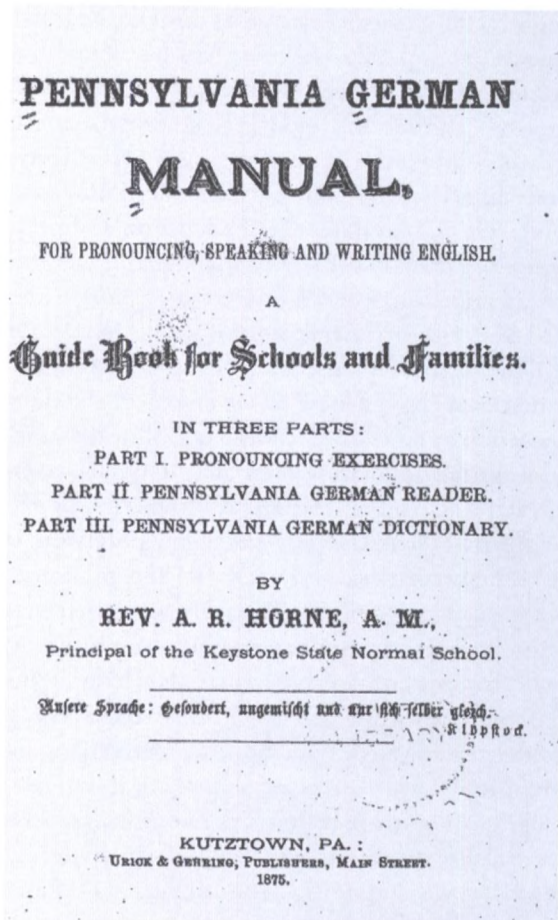 PENNSYLVANIA GERMAN
MANUAL,
FOR PRONOUNCING, SPEAKING AND WRITING ENGLISH.
A
Guide Book for Schools and Families.
IN THREE PARTS:
PART I. PRONOUNCING EXERCISES.
PART II. PENNSYLVANIA GERMAN READER.
PART III. PENNSYLVANIA GERMAN DICTIONARY.
BY
REV. A. R. HORNE, A. M.,
Principal of the Keystone State Normal School.
Unsere Sprache: Gesondert, ungemischt und nur sich selber gleich.
Klopstock.
KUTZTOWN, PA.:
URICK & GEHRING, PUBLISHERS, MAIN STREET.
1875.